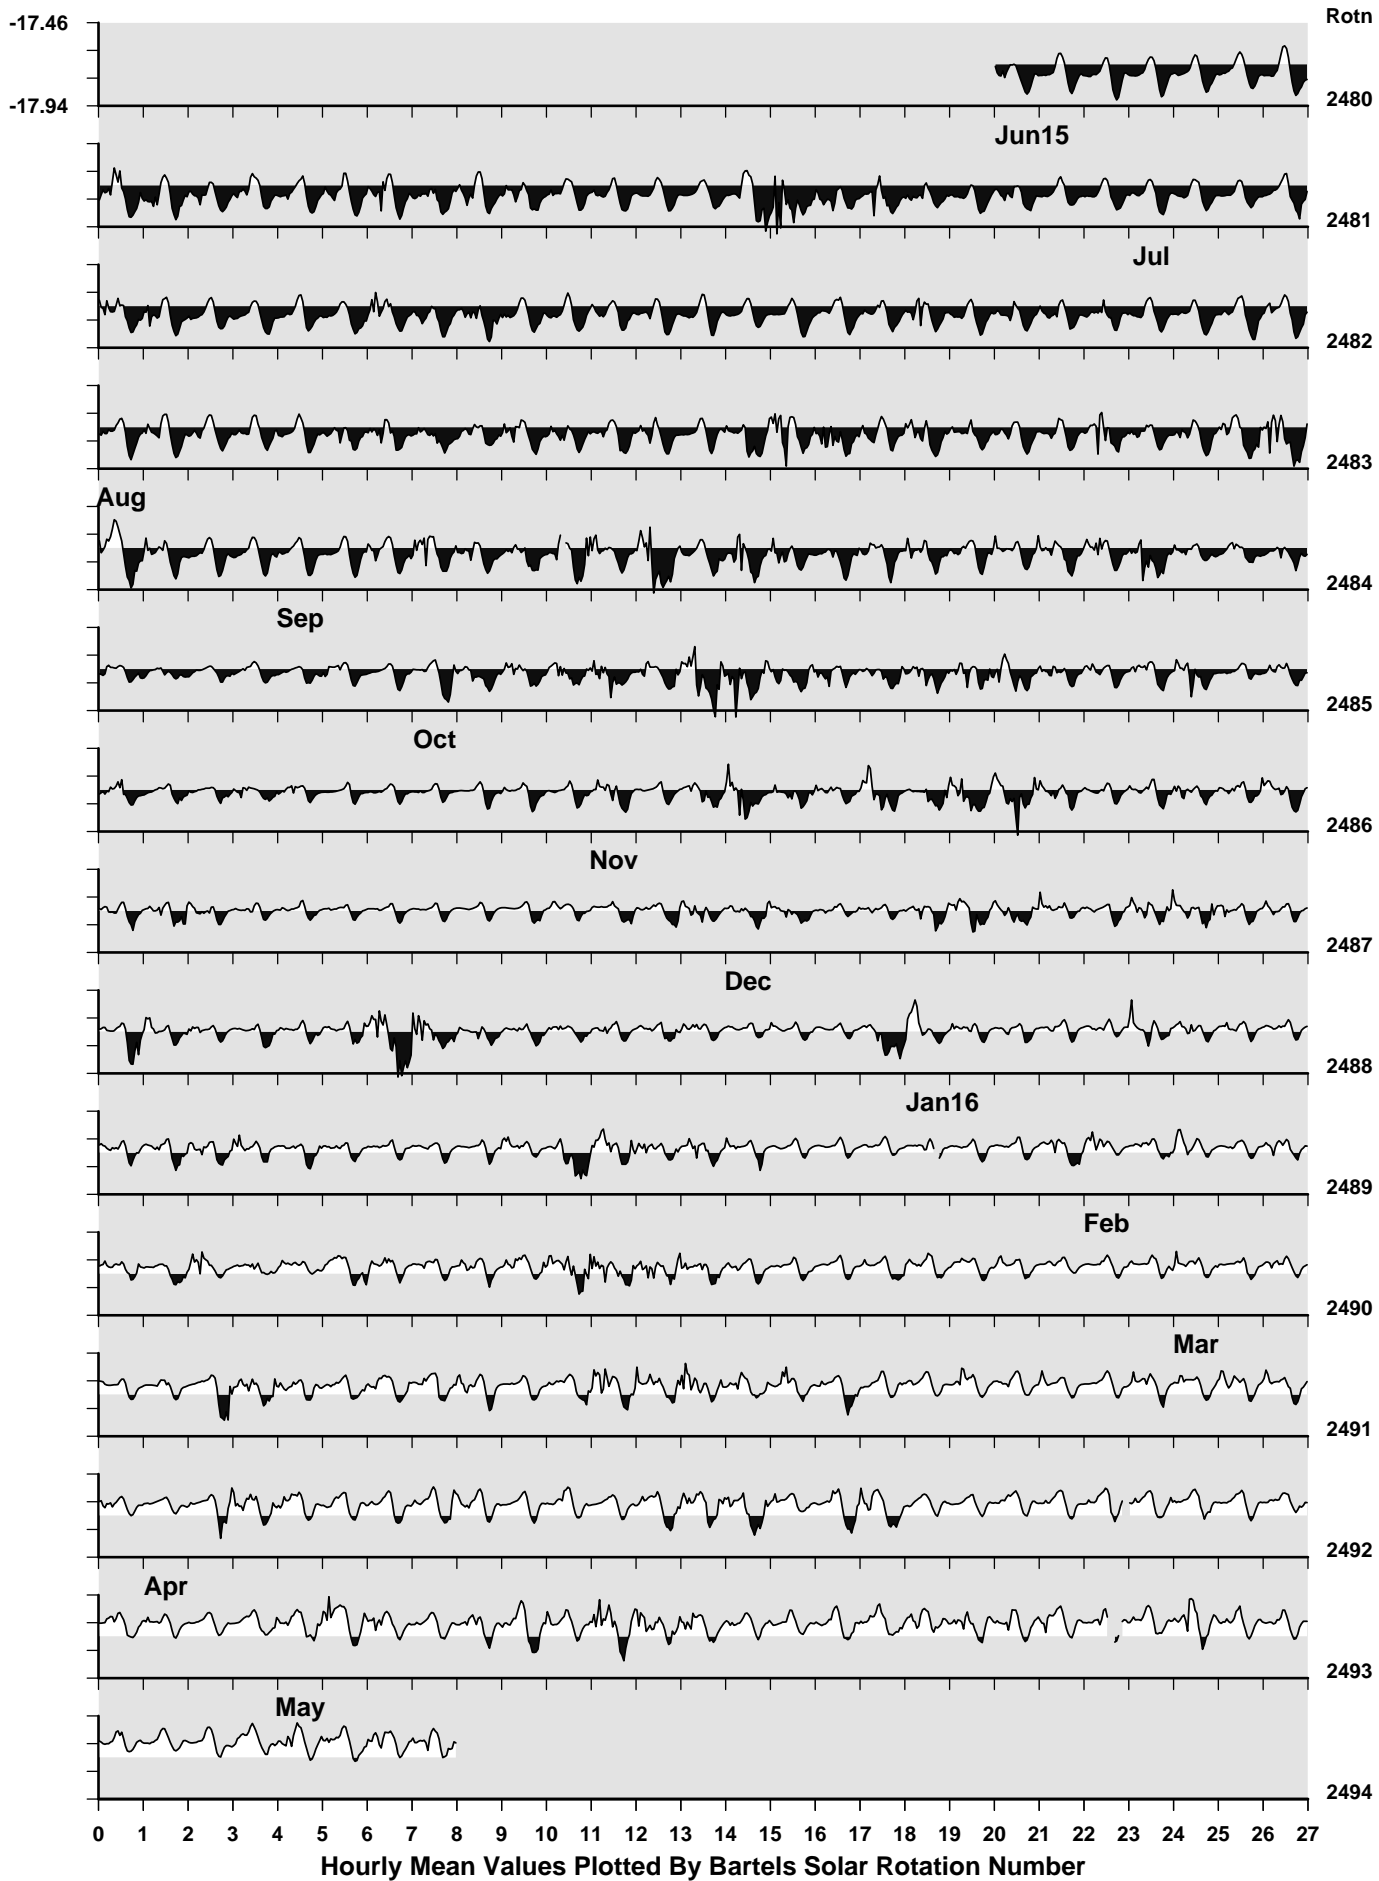 -17.46
Rotn
-17.94
2480
Jun15
2481
Jul
2482
2483
Aug
2484
Sep
2485
Oct
2486
Nov
2487
Dec
2488
Jan16
2489
Feb
2490
Mar
2491
2492
Apr
2493
May
2494
0 1 2 3 4 5 6 7 8 9 10 11 12 13 14 15 16 17 18 19 20 21 22 23 24 25 26 27
Hourly Mean Values Plotted By Bartels Solar Rotation Number